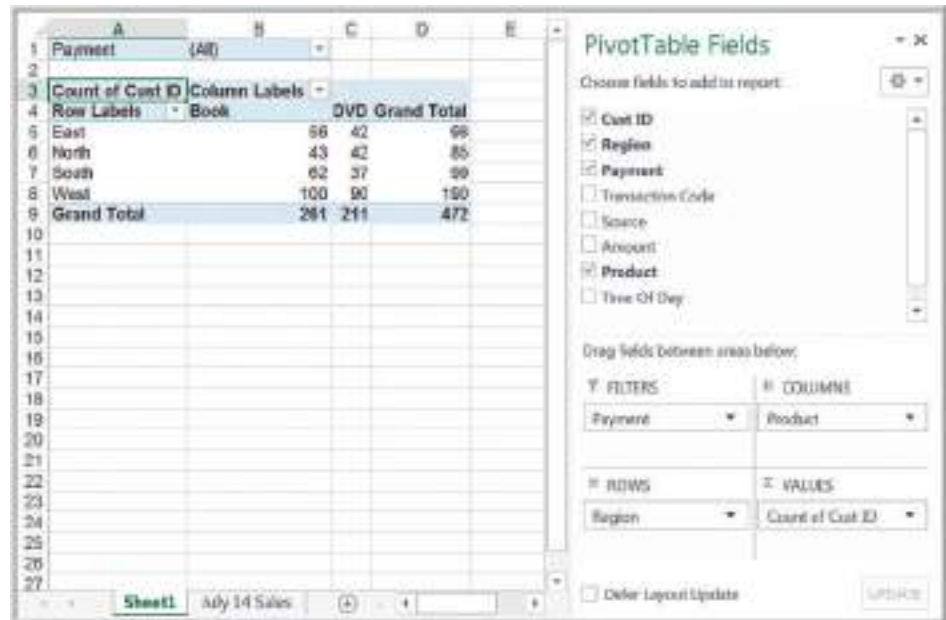 A B C D E
1 Payment (All)
2
3 Count of Cust ID Column Labels
4 Row Labels Book DVD Grand Total
5 East 56 42 98
6 North 43 42 85
7 South 62 37 99
8 West 100 90 190
9 Grand Total 261 211 472
10
11
12
13
14
15
16
17
18
19
20
21
22
23
24
25
26
27
Sheet1 July 14 Sales
PivotTable Fields
Choose fields to add to report:
Cust ID
Region
Payment
Transaction Code
Source
Amount
Product
Time Of Day
Drag fields between areas below:
FILTERS COLUMNS
Payment Product
ROWS VALUES
Region Count of Cust ID
Defer Layout Update UPDATE